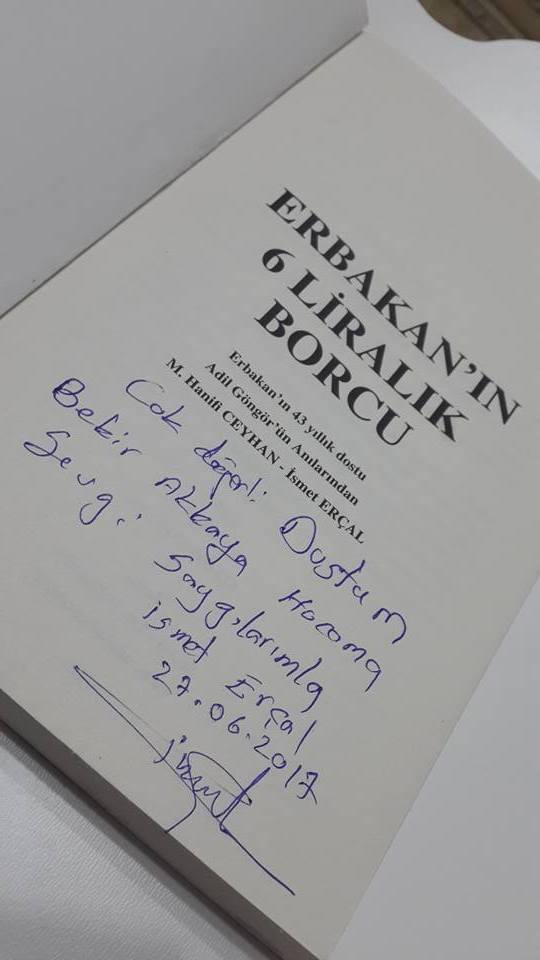 ERBAKAN'IN
6 LİRALIK
BORCU
Erbakan'ın 43 yıllık dostu
Adil Göngör'ün Anılarından
M. Hanifi CEYHAN - İsmet ERÇAL
Çok değerli Dostum
Bekir Akkaya Hocama
Sevgi Saygılarımla
ismet Erçal
27.06.2017